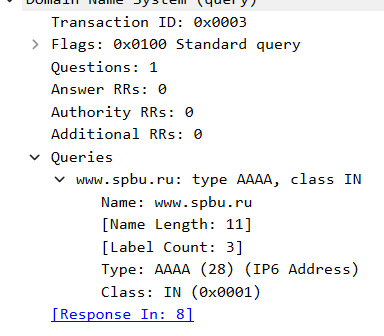 Domain Name System (query)
Transaction ID: 0x0003
Flags: 0x0100 Standard query
Questions: 1
Answer RRs: 0
Authority RRs: 0
Additional RRs: 0
Queries
www.spbu.ru: type AAAA, class IN
Name: www.spbu.ru
[Name Length: 11]
[Label Count: 3]
Type: AAAA (28) (IP6 Address)
Class: IN (0x0001)
[Response In: 8]